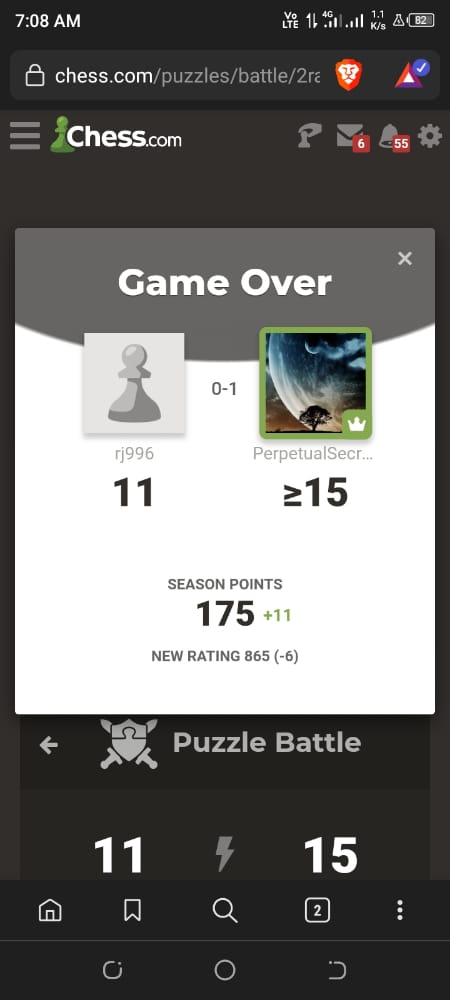 7:08 AM Vo LTE 4G 1.1 K/s 82
chess.com/puzzles/battle/2ra
Chess.com 6 55
×
Game Over
0-1
rj996 PerpetualSecr...
11 ≥15
SEASON POINTS
175 +11
NEW RATING 865 (-6)
Puzzle Battle
11 15
2